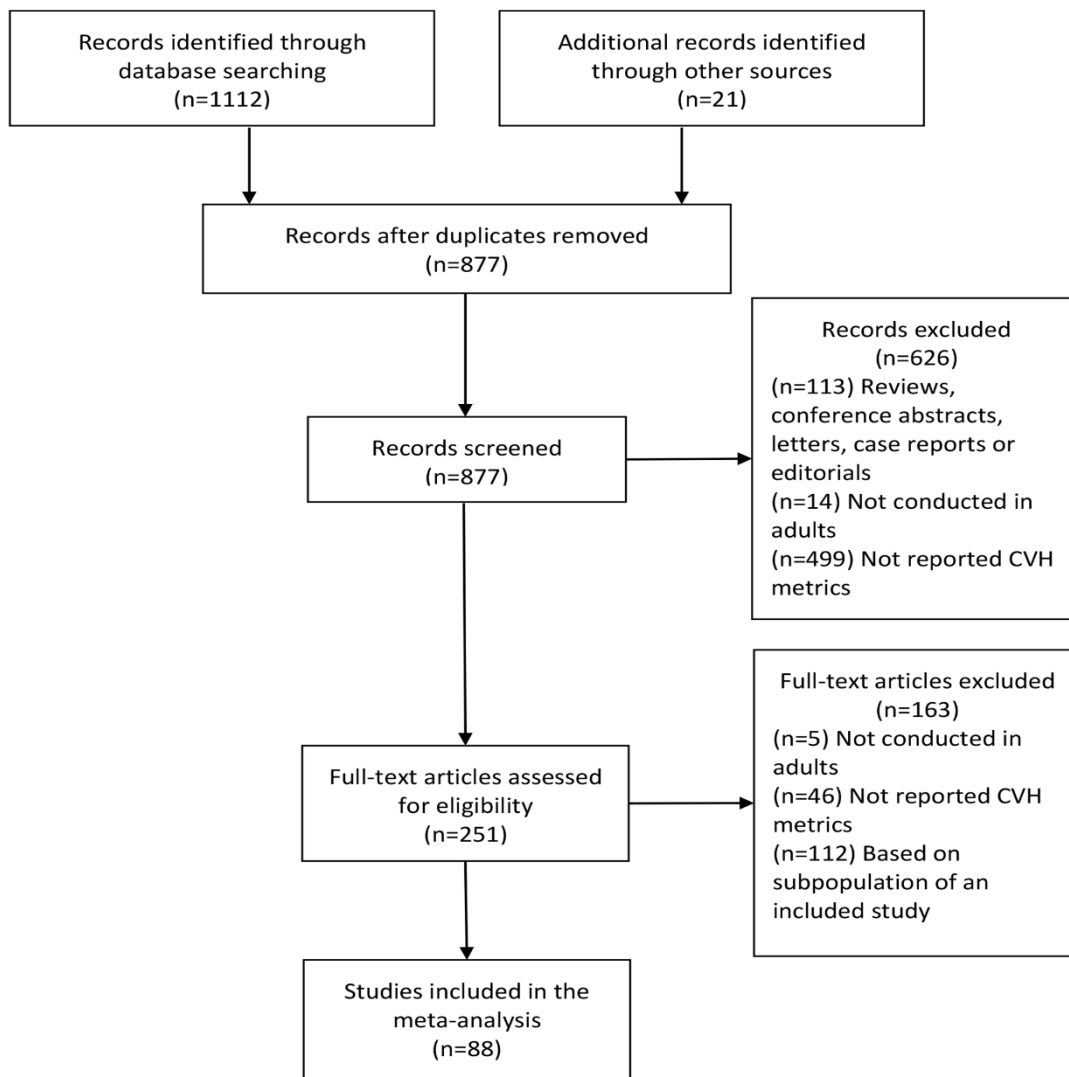 Records identified through
database searching
(n=1112)
Additional records identified
through other sources
(n=21)
Records after duplicates removed
(n=877)
Records screened
(n=877)
Records excluded
(n=626)
(n=113) Reviews,
conference abstracts,
letters, case reports or
editorials
(n=14) Not conducted in
adults
(n=499) Not reported CVH
metrics
Full-text articles assessed
for eligibility
(n=251)
Full-text articles excluded
(n=163)
(n=5) Not conducted in
adults
(n=46) Not reported CVH
metrics
(n=112) Based on
subpopulation of an
included study
Studies included in the
meta-analysis
(n=88)